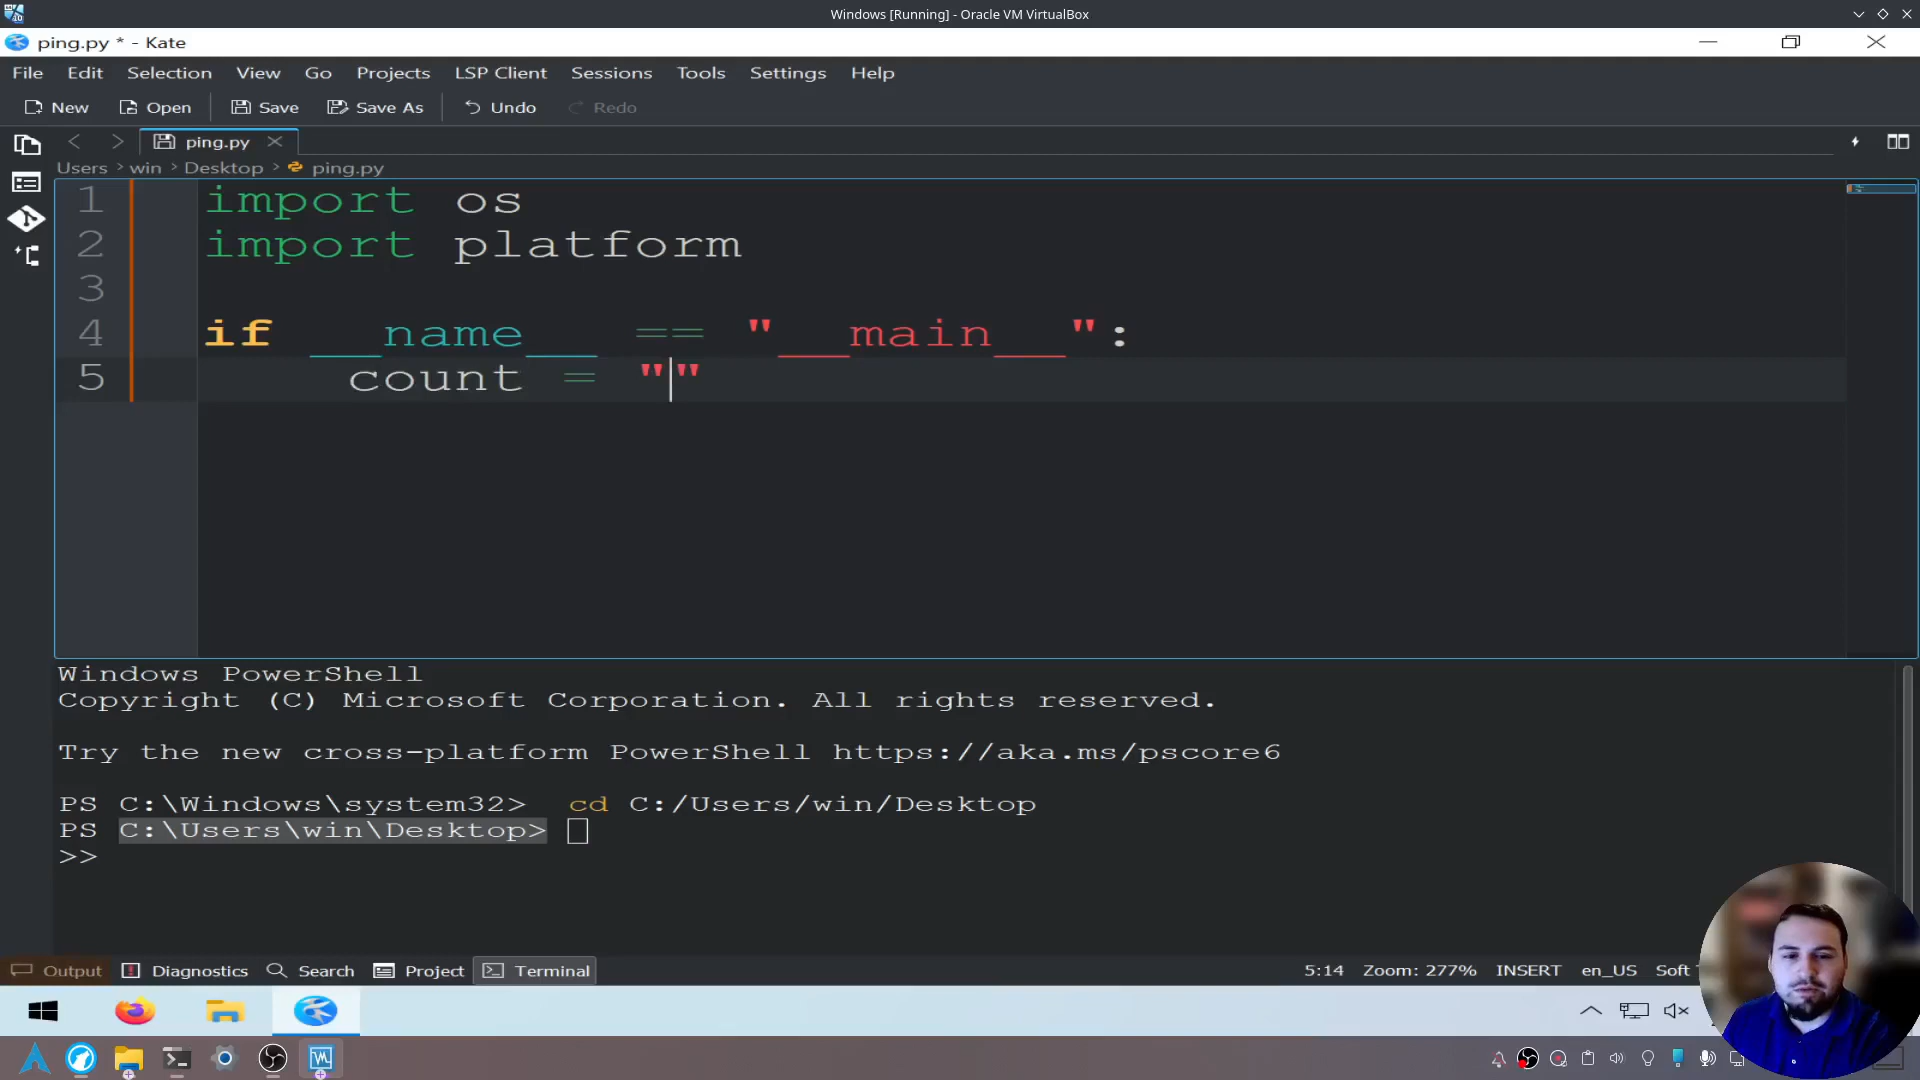 Windows [Running] - Oracle VM VirtualBox
ping.py * - Kate
File Edit Selection View Go Projects LSP Client Sessions Tools Settings Help
New Open Save Save As Undo Redo
ping.py
Users > win > Desktop > ping.py
1 import os
2 import platform
3
4 if __name__ == "__main__":
5 count = ""
Windows PowerShell
Copyright (C) Microsoft Corporation. All rights reserved.
Try the new cross-platform PowerShell https://aka.ms/pscore6
PS C:\Windows\system32> cd C:/Users/win/Desktop
PS C:\Users\win\Desktop>
>>
Output Diagnostics Search Project Terminal 5:14 Zoom: 277% INSERT en_US Soft